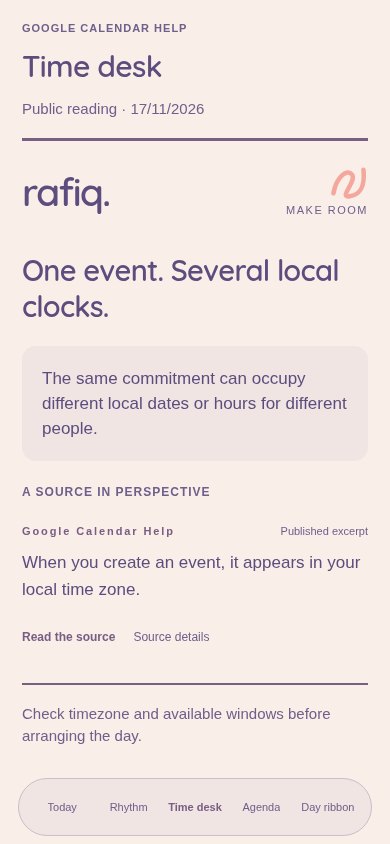 GOOGLE CALENDAR HELP
Time desk
Public reading · 17/11/2026
rafiq.
MAKE ROOM
One event. Several local
clocks.
The same commitment can occupy
different local dates or hours for different
people.
A SOURCE IN PERSPECTIVE
Google Calendar Help
Published excerpt
When you create an event, it appears in your
local time zone.
Read the source Source details
Check timezone and available windows before
arranging the day.
Today Rhythm Time desk Agenda Day ribbon